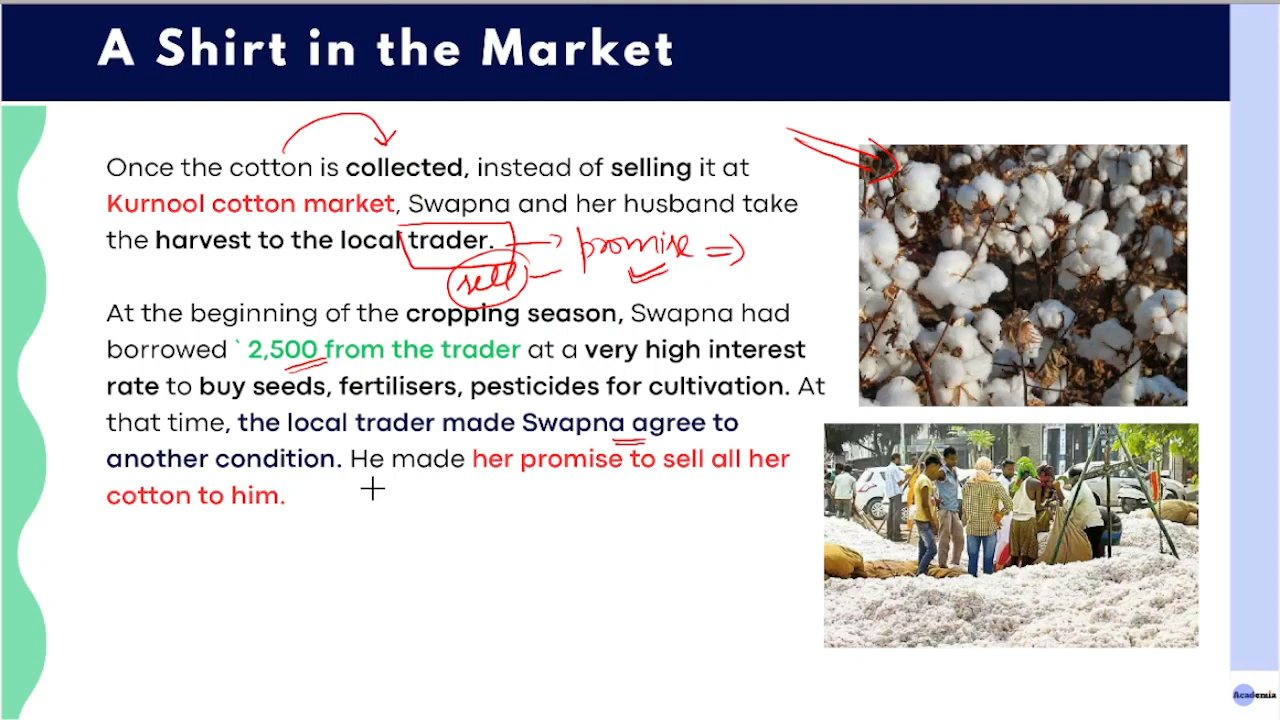 A Shirt in the Market
Once the cotton is collected, instead of selling it at
Kurnool cotton market, Swapna and her husband take
the harvest to the local trader.
promise ⇒
sell
At the beginning of the cropping season, Swapna had
borrowed ` 2,500 from the trader at a very high interest
rate to buy seeds, fertilisers, pesticides for cultivation. At
that time, the local trader made Swapna agree to
another condition. He made her promise to sell all her
cotton to him.
Academia